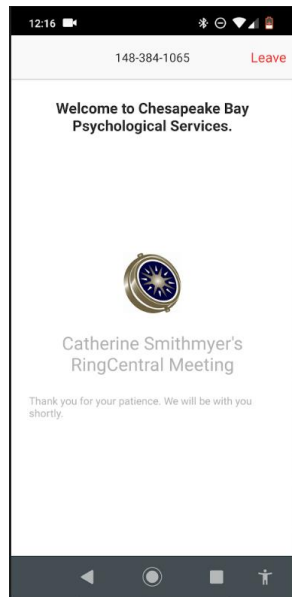 12:16
148-384-1065
Leave
Welcome to Chesapeake Bay
Psychological Services.
Catherine Smithmyer's
RingCentral Meeting
Thank you for your patience. We will be with you
shortly.